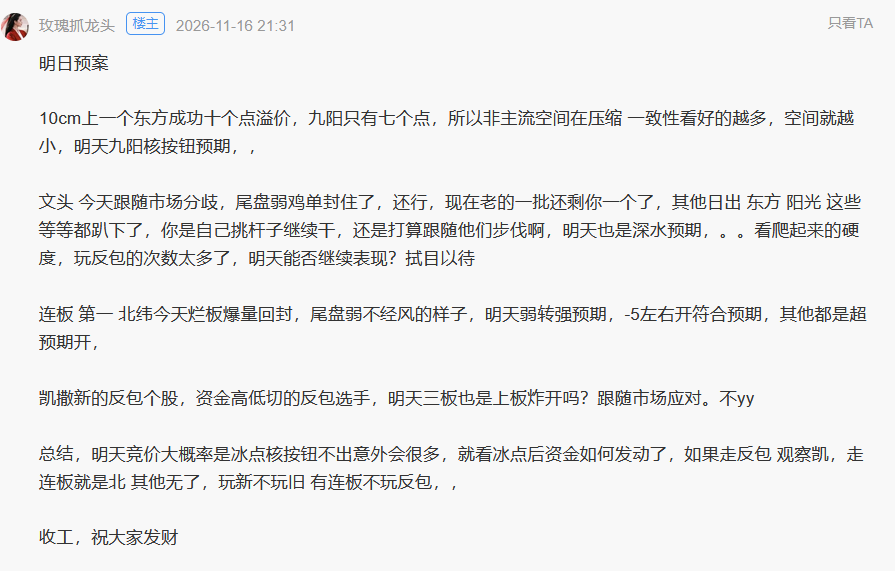 玫瑰抓龙头 楼主 2026-11-16 21:31 只看TA
明日预案
10cm上一个东方成功十个点溢价，九阳只有七个点，所以非主流空间在压缩 一致性看好的越多，空间就越
小，明天九阳核按钮预期，，
文头 今天跟随市场分歧，尾盘弱鸡单封住了，还行，现在老的一批还剩你一个了，其他日出 东方 阳光 这些
等等都趴下了，你是自己挑杆子继续干，还是打算跟随他们步伐啊，明天也是深水预期，。。看爬起来的硬
度，玩反包的次数太多了，明天能否继续表现？拭目以待
连板 第一 北纬今天烂板爆量回封，尾盘弱不经风的样子，明天弱转强预期，-5左右开符合预期，其他都是超
预期开，
凯撒新的反包个股，资金高低切的反包选手，明天三板也是上板炸开吗？跟随市场应对。不yy
总结，明天竞价大概率是冰点核按钮不出意外会很多，就看冰点后资金如何发动了，如果走反包 观察凯，走
连板就是北 其他无了，玩新不玩旧 有连板不玩反包，，
收工，祝大家发财